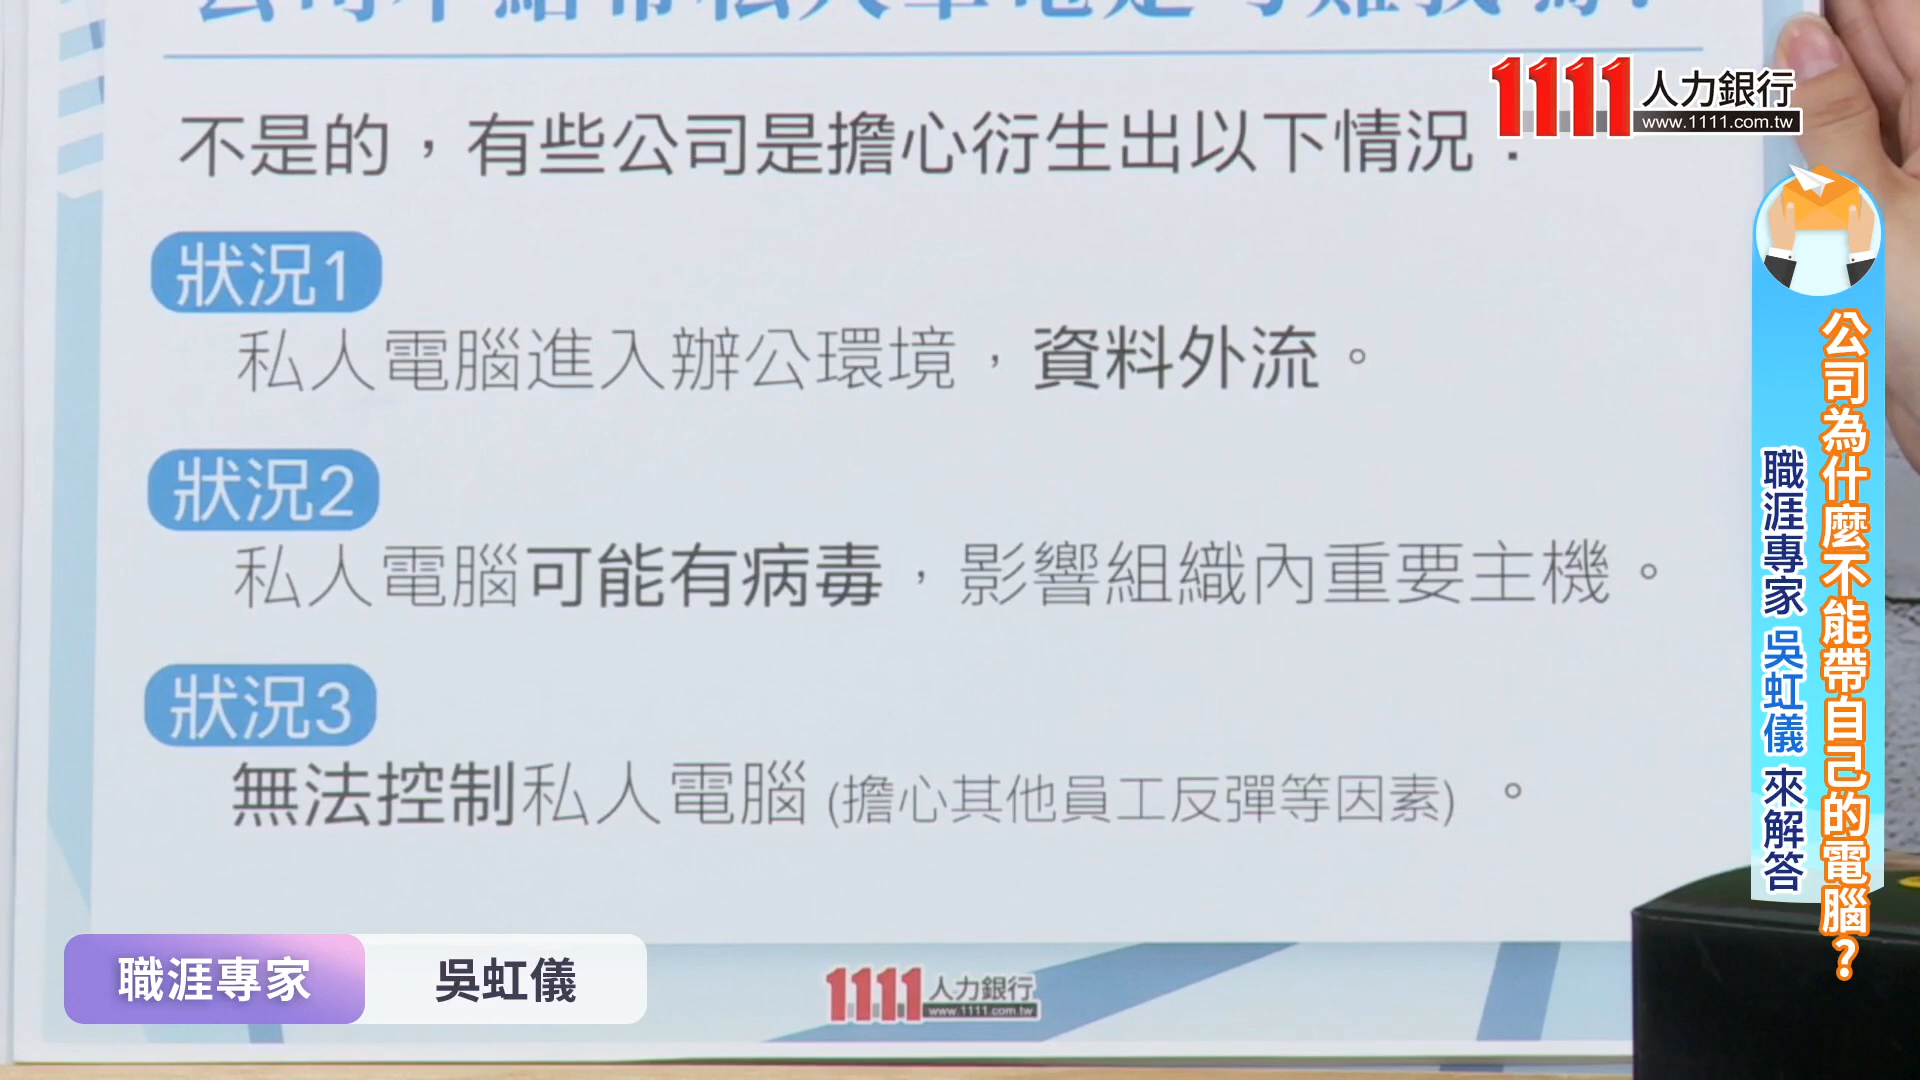 不是的，有些公司是擔心衍生出以下情況：
狀況1
私人電腦進入辦公環境，資料外流。
狀況2
私人電腦可能有病毒，影響組織內重要主機。
狀況3
無法控制私人電腦(擔心其他員工反彈等因素)。
1111人力銀行
www.1111.com.tw
公司為什麼不能帶自己的電腦？
職涯專家 吳虹儀 來解答
職涯專家 吳虹儀
1111人力銀行
www.1111.com.tw